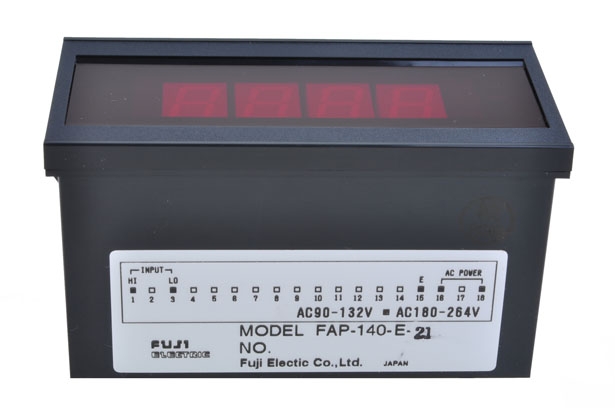 INPUT
HI LO E AC POWER
1 2 3 4 5 6 7 8 9 10 11 12 13 14 15 16 17 18
AC90-132V ■ AC180-264V
MODEL FAP-140-E-21
FUJI
ELECTRIC
NO.
Fuji Electic Co.,Ltd. JAPAN